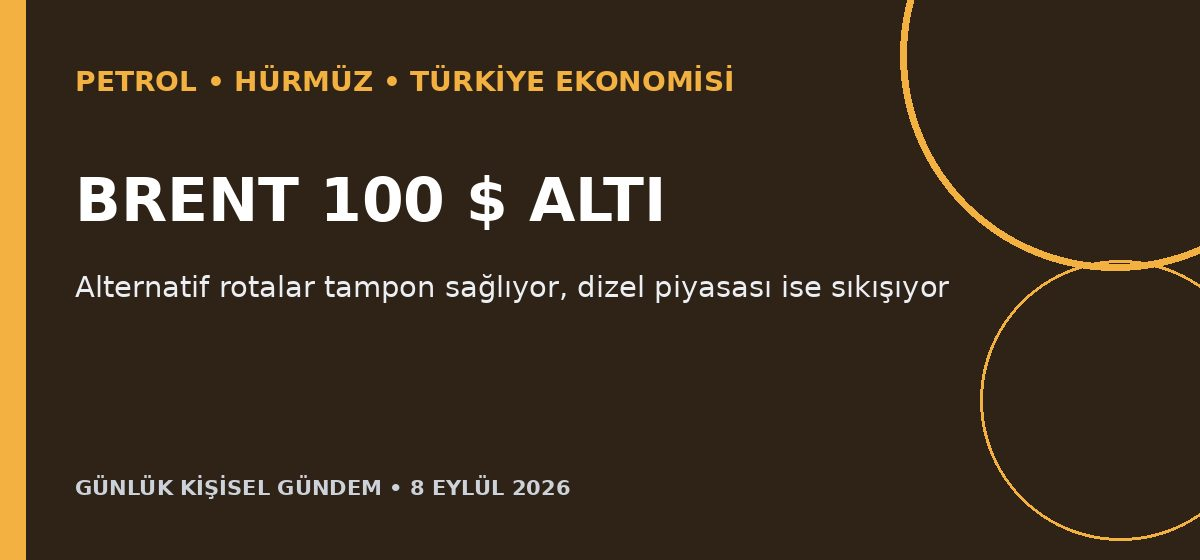 PETROL • HÜRMÜZ • TÜRKİYE EKONOMİSİ
BRENT 100 $ ALTI
Alternatif rotalar tampon sağlıyor, dizel piyasası ise sıkışıyor
GÜNLÜK KİŞİSEL GÜNDEM • 8 EYLÜL 2026